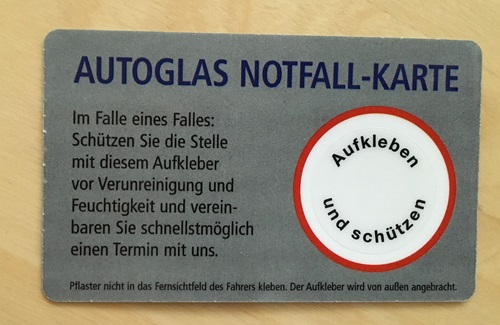 AUTOGLAS NOTFALL-KARTE
Im Falle eines Falles:
Schützen Sie die Stelle
mit diesem Aufkleber
vor Verunreinigung und
Feuchtigkeit und verein-
baren Sie schnellstmöglich
einen Termin mit uns.
Aufkleben
und schützen
Pflaster nicht in das Fernsichtfeld des Fahrers kleben. Der Aufkleber wird von außen angebracht.